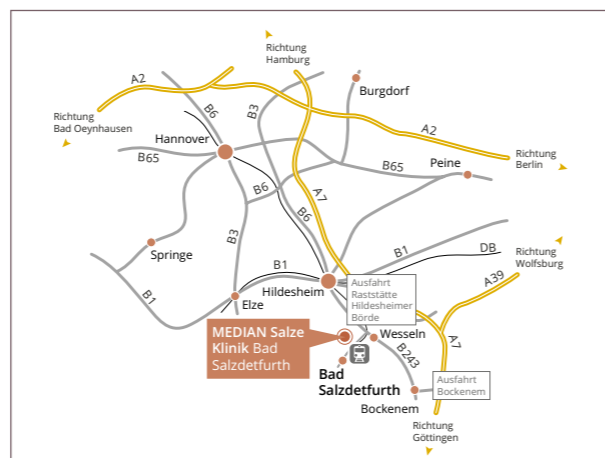 Richtung
Hamburg
A2
Burgdorf
Richtung
Bad Oeynhausen
B6
B3
Hannover
A2
B65
B65
Peine
Richtung
Berlin
B6
A7
B6
B3
Springe
B1
DB
Richtung
Wolfsburg
B1
Hildesheim
Ausfahrt
Raststätte
Hildesheimer
Börde
A39
B1
Elze
MEDIAN Salze
Klinik Bad
Salzdetfurth
Wesseln
A7
B243
Bad
Salzdetfurth
Ausfahrt
Bockenem
Bockenem
Richtung
Göttingen